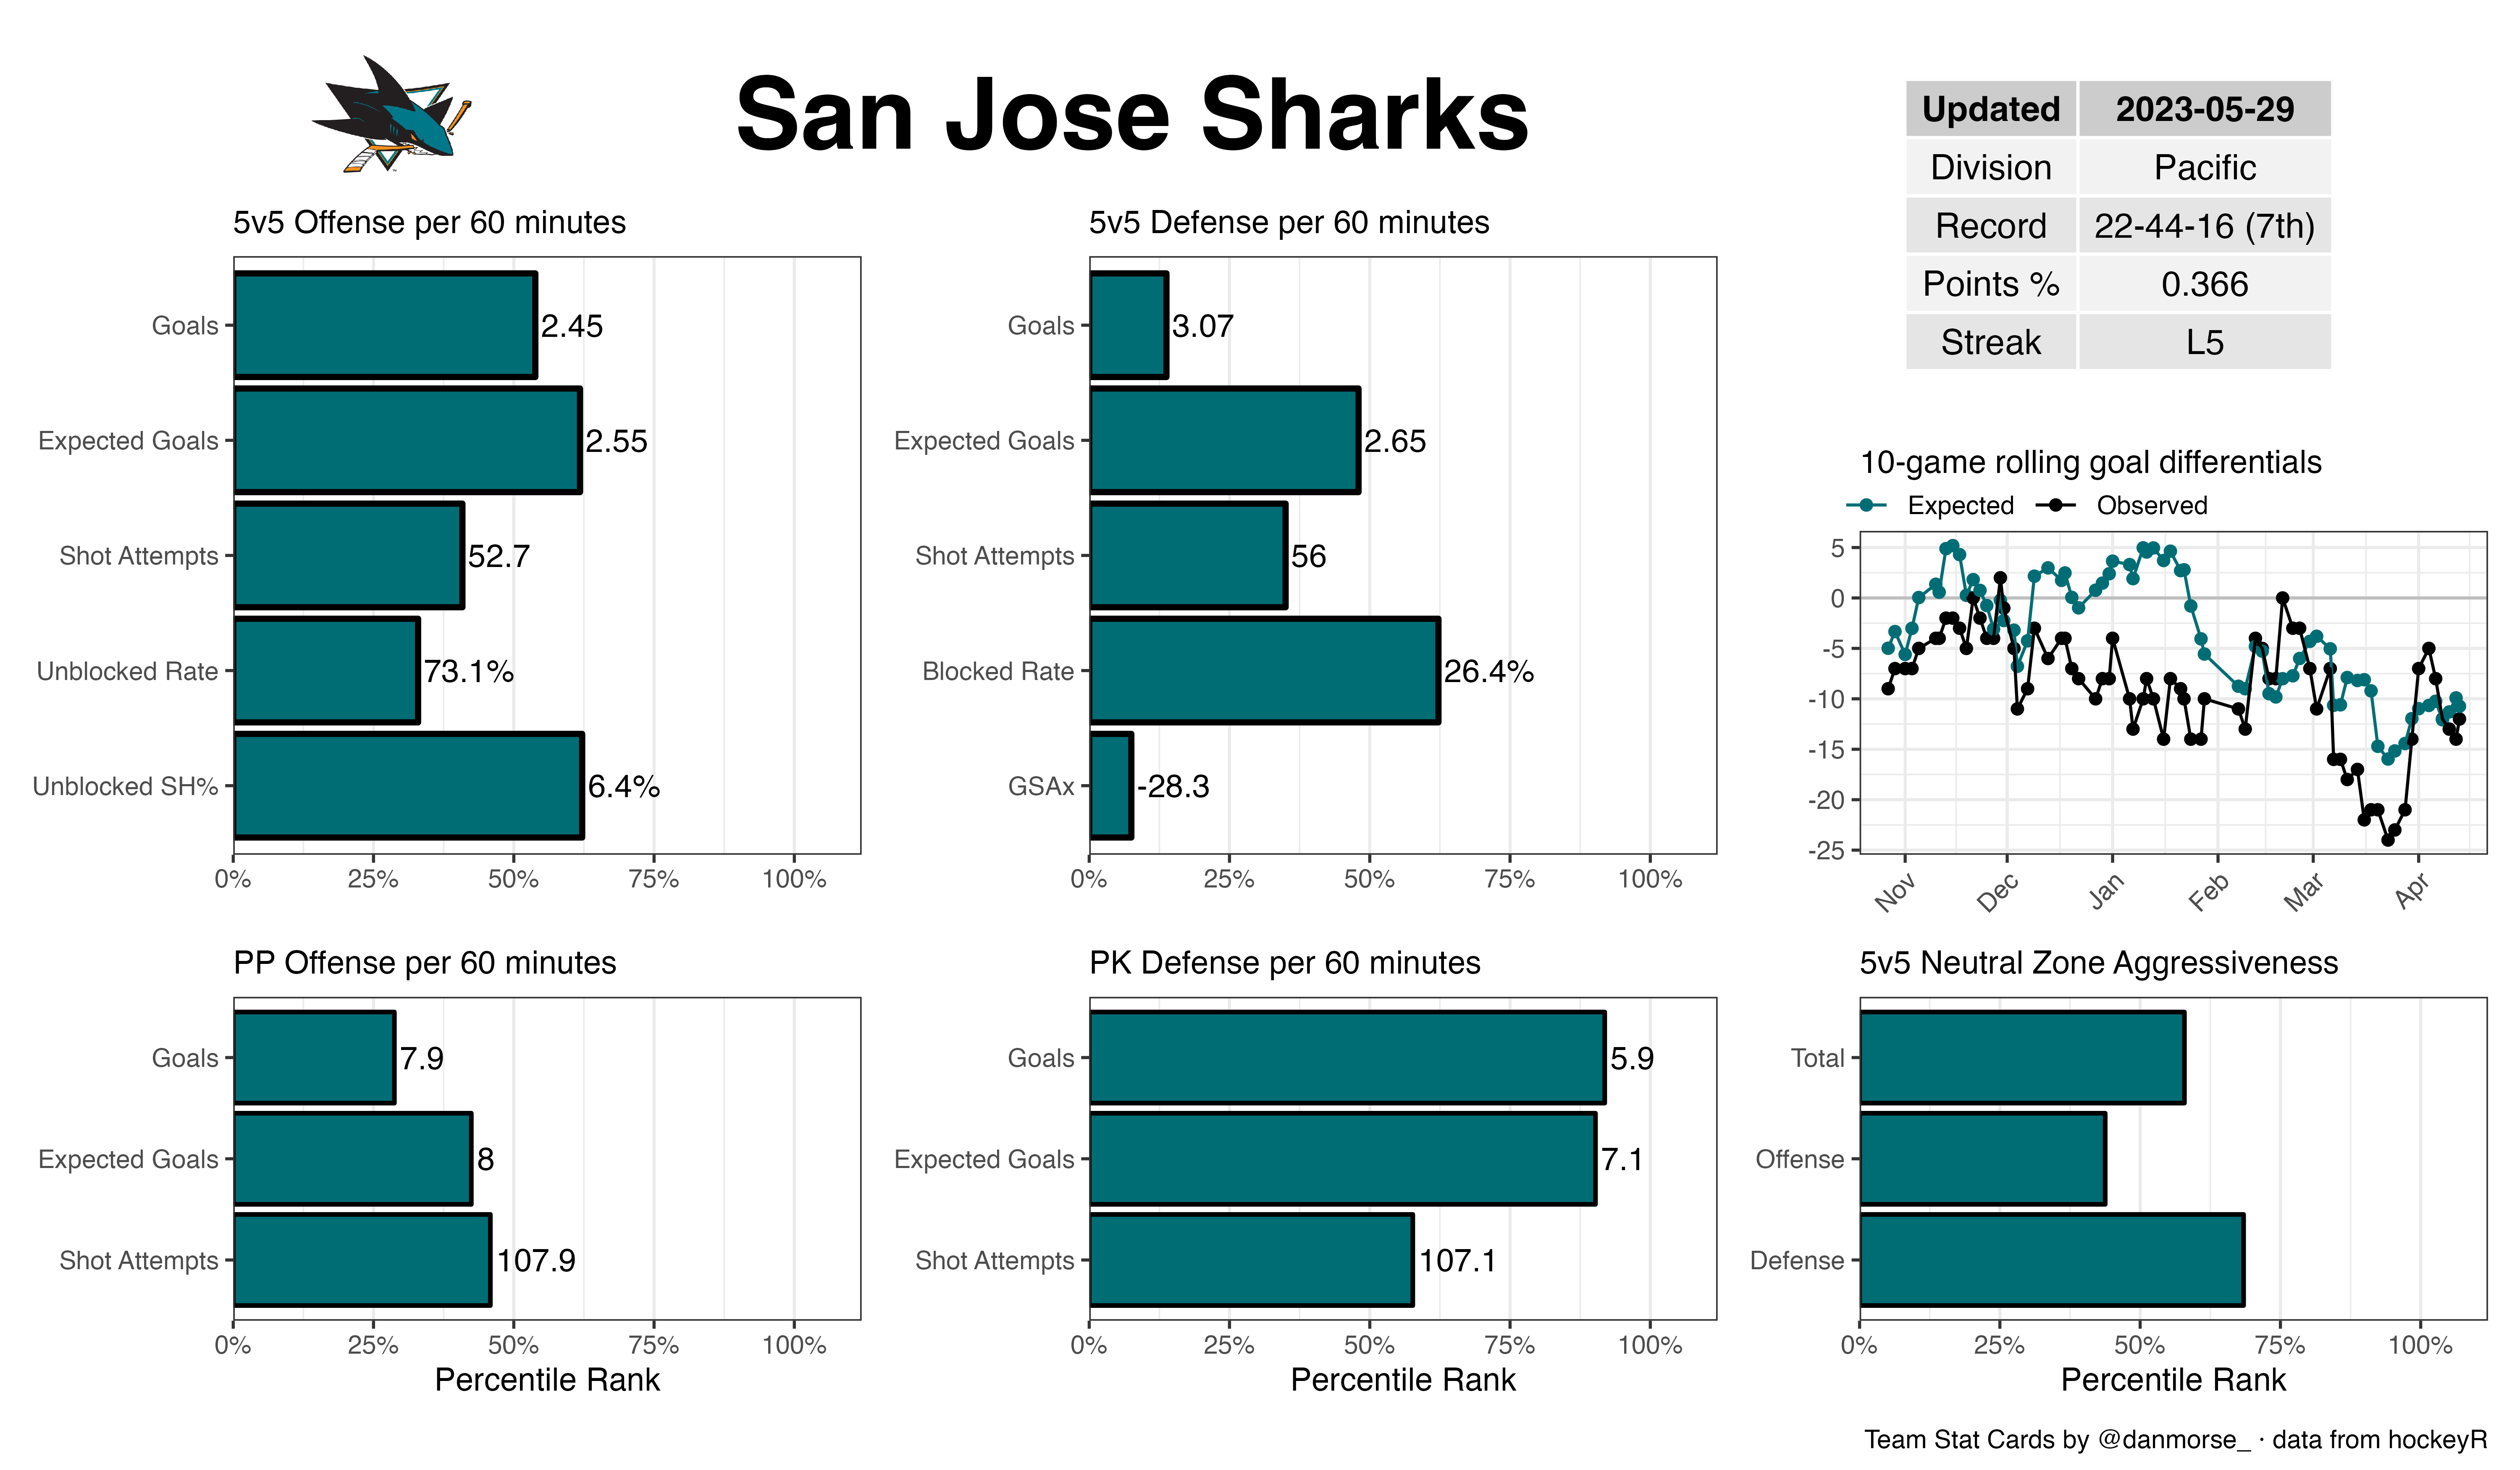 San Jose Sharks
Updated 2023-05-29
Division Pacific
Record 22-44-16 (7th)
Points % 0.366
Streak L5
5v5 Offense per 60 minutes
Goals 2.45
Expected Goals 2.55
Shot Attempts 52.7
Unblocked Rate 73.1%
Unblocked SH% 6.4%
0% 25% 50% 75% 100%
5v5 Defense per 60 minutes
Goals 3.07
Expected Goals 2.65
Shot Attempts 56
Blocked Rate 26.4%
GSAx -28.3
0% 25% 50% 75% 100%
10-game rolling goal differentials
Expected Observed
5
0
-5
-10
-15
-20
-25
Nov Dec Jan Feb Mar Apr
PP Offense per 60 minutes
Goals 7.9
Expected Goals 8
Shot Attempts 107.9
0% 25% 50% 75% 100%
Percentile Rank
PK Defense per 60 minutes
Goals 5.9
Expected Goals 7.1
Shot Attempts 107.1
0% 25% 50% 75% 100%
Percentile Rank
5v5 Neutral Zone Aggressiveness
Total
Offense
Defense
0% 25% 50% 75% 100%
Percentile Rank
Team Stat Cards by @danmorse_ · data from hockeyR